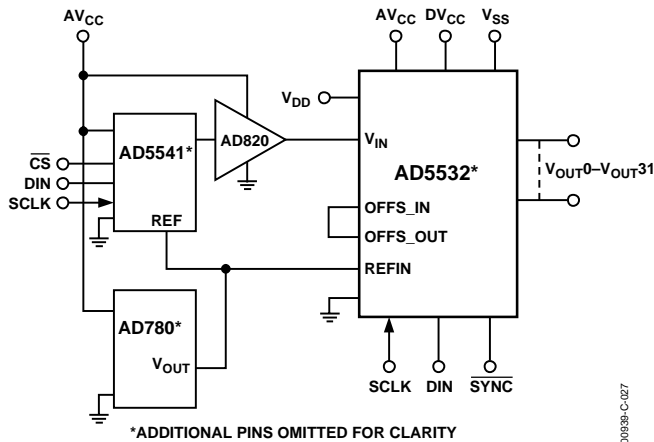 AVCC
AVCC DVCC VSS
VDD
AD820
VIN
AD5541*
CS
DIN
SCLK
REF
AD5532*
VOUT0–VOUT31
OFFS_IN
OFFS_OUT
REFIN
AD780*
VOUT
SCLK DIN SYNC
*ADDITIONAL PINS OMITTED FOR CLARITY
00939-C-027